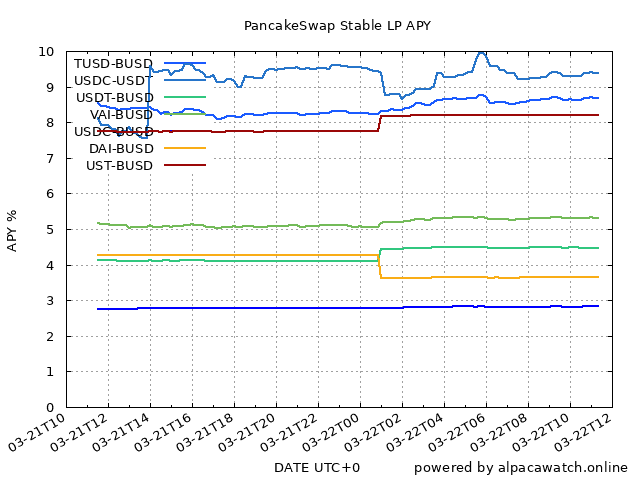 PancakeSwap Stable LP APY
10
9
8
7
6
5
4
3
2
1
0
APY %
TUSD-BUSD
USDC-USDT
USDT-BUSD
VAI-BUSD
USDC-BUSD
DAI-BUSD
UST-BUSD
03-21T10
03-21T12
03-21T14
03-21T16
03-21T18
03-21T20
03-21T22
03-22T00
03-22T02
03-22T04
03-22T06
03-22T08
03-22T10
03-22T12
DATE UTC+0
powered by alpacawatch.online